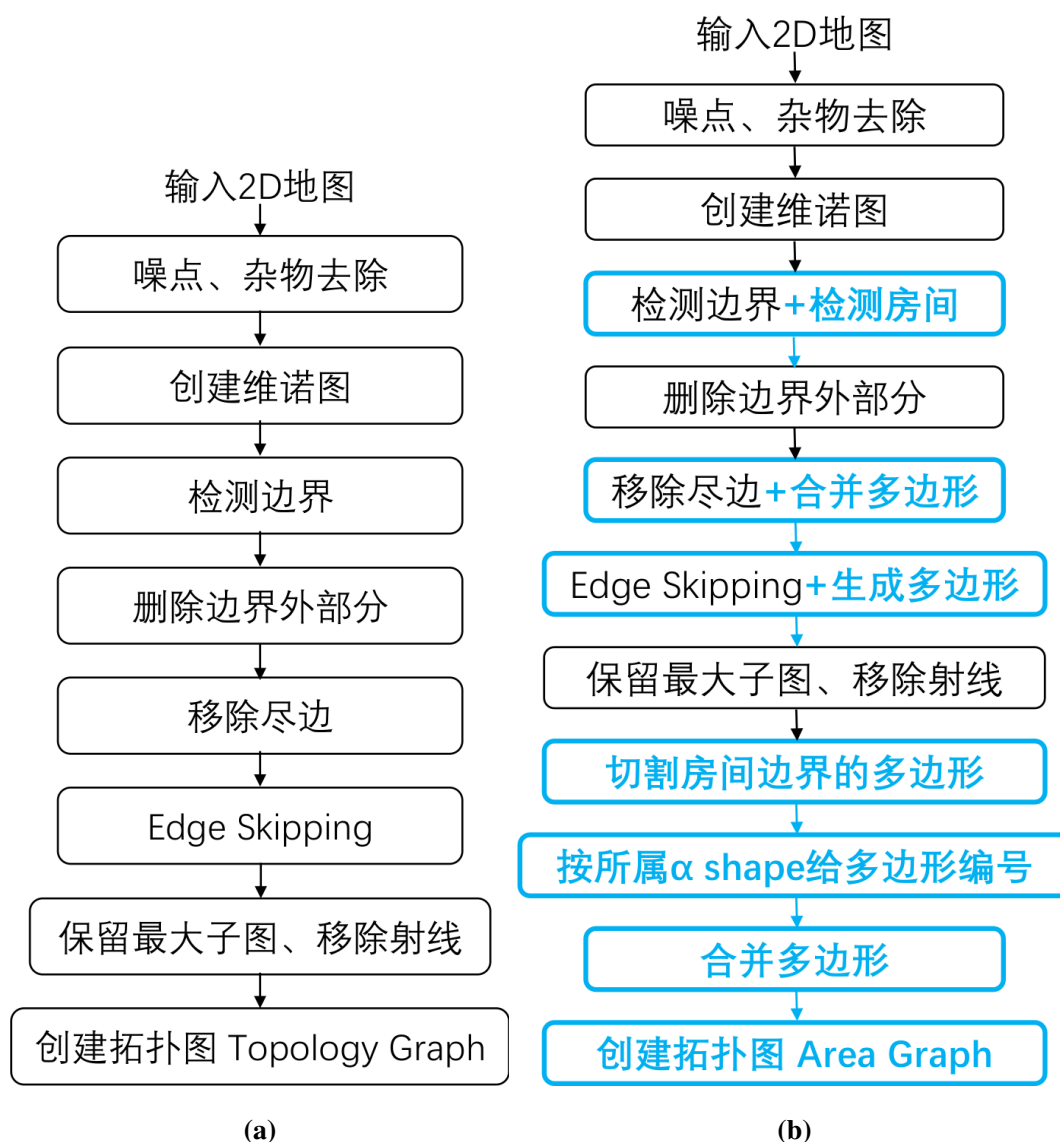 输入2D地图
噪点、杂物去除
创建维诺图
检测边界
删除边界外部分
移除尽边
Edge Skipping
保留最大子图、移除射线
创建拓扑图 Topology Graph
(a)
输入2D地图
噪点、杂物去除
创建维诺图
检测边界+检测房间
删除边界外部分
移除尽边+合并多边形
Edge Skipping+生成多边形
保留最大子图、移除射线
切割房间边界的多边形
按所属α shape给多边形编号
合并多边形
创建拓扑图 Area Graph
(b)